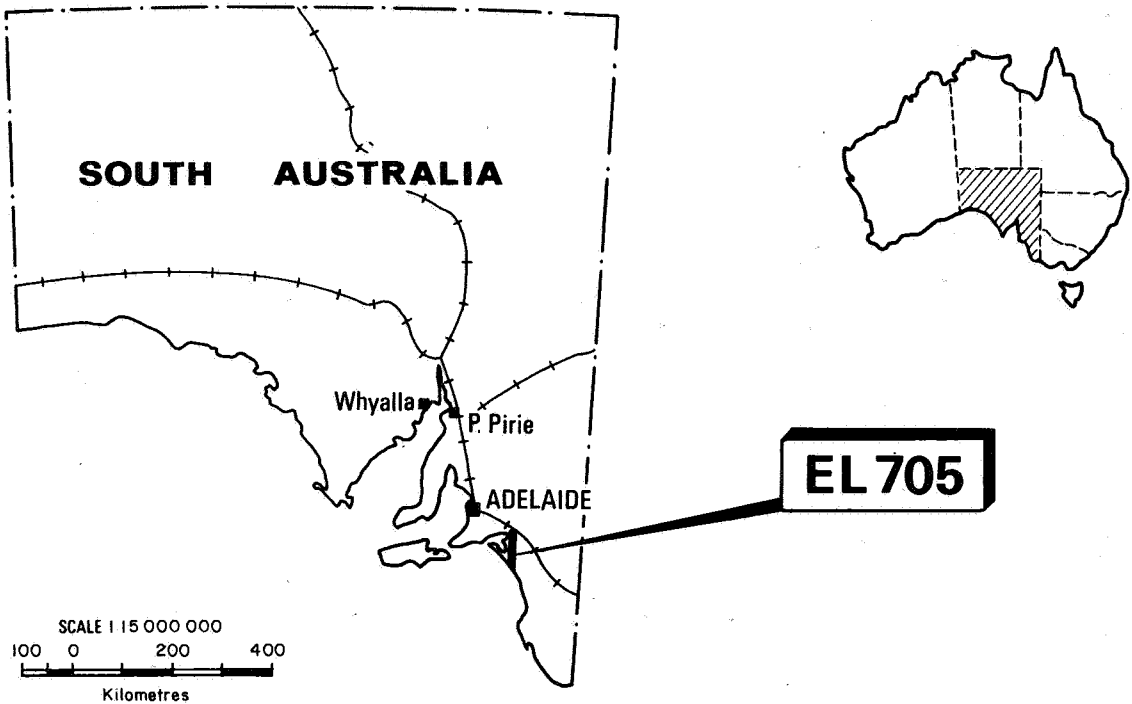 SOUTH AUSTRALIA
Whyalla
P. Pirie
ADELAIDE
EL 705
SCALE 1 15 000 000
100 0 200 400
Kilometres